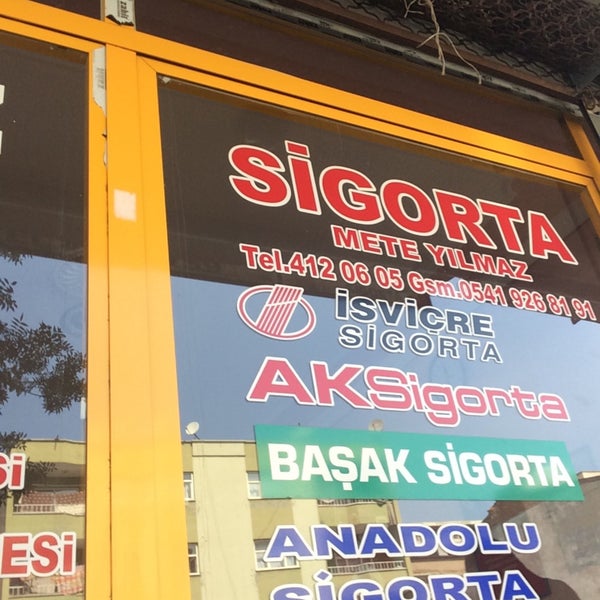 SİGORTA
METE YILMAZ
Tel.412 06 05 Gsm.0541 926 81 91
İSVİÇRE
SİGORTA
AKSigorta
BAŞAK SİGORTA
ANADOLU
SİGORTA
Sİ
ESİ